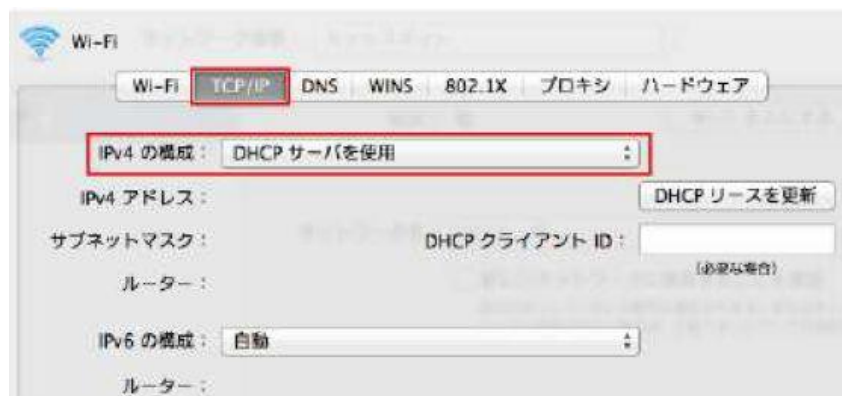 Wi-Fi
Wi-Fi TCP/IP DNS WINS 802.1X プロキシ ハードウェア
IPv4 の構成： DHCP サーバを使用
IPv4 アドレス： DHCP リースを更新
サブネットマスク： DHCP クライアント ID：
(必要な場合)
ルーター：
IPv6 の構成： 自動
ルーター：